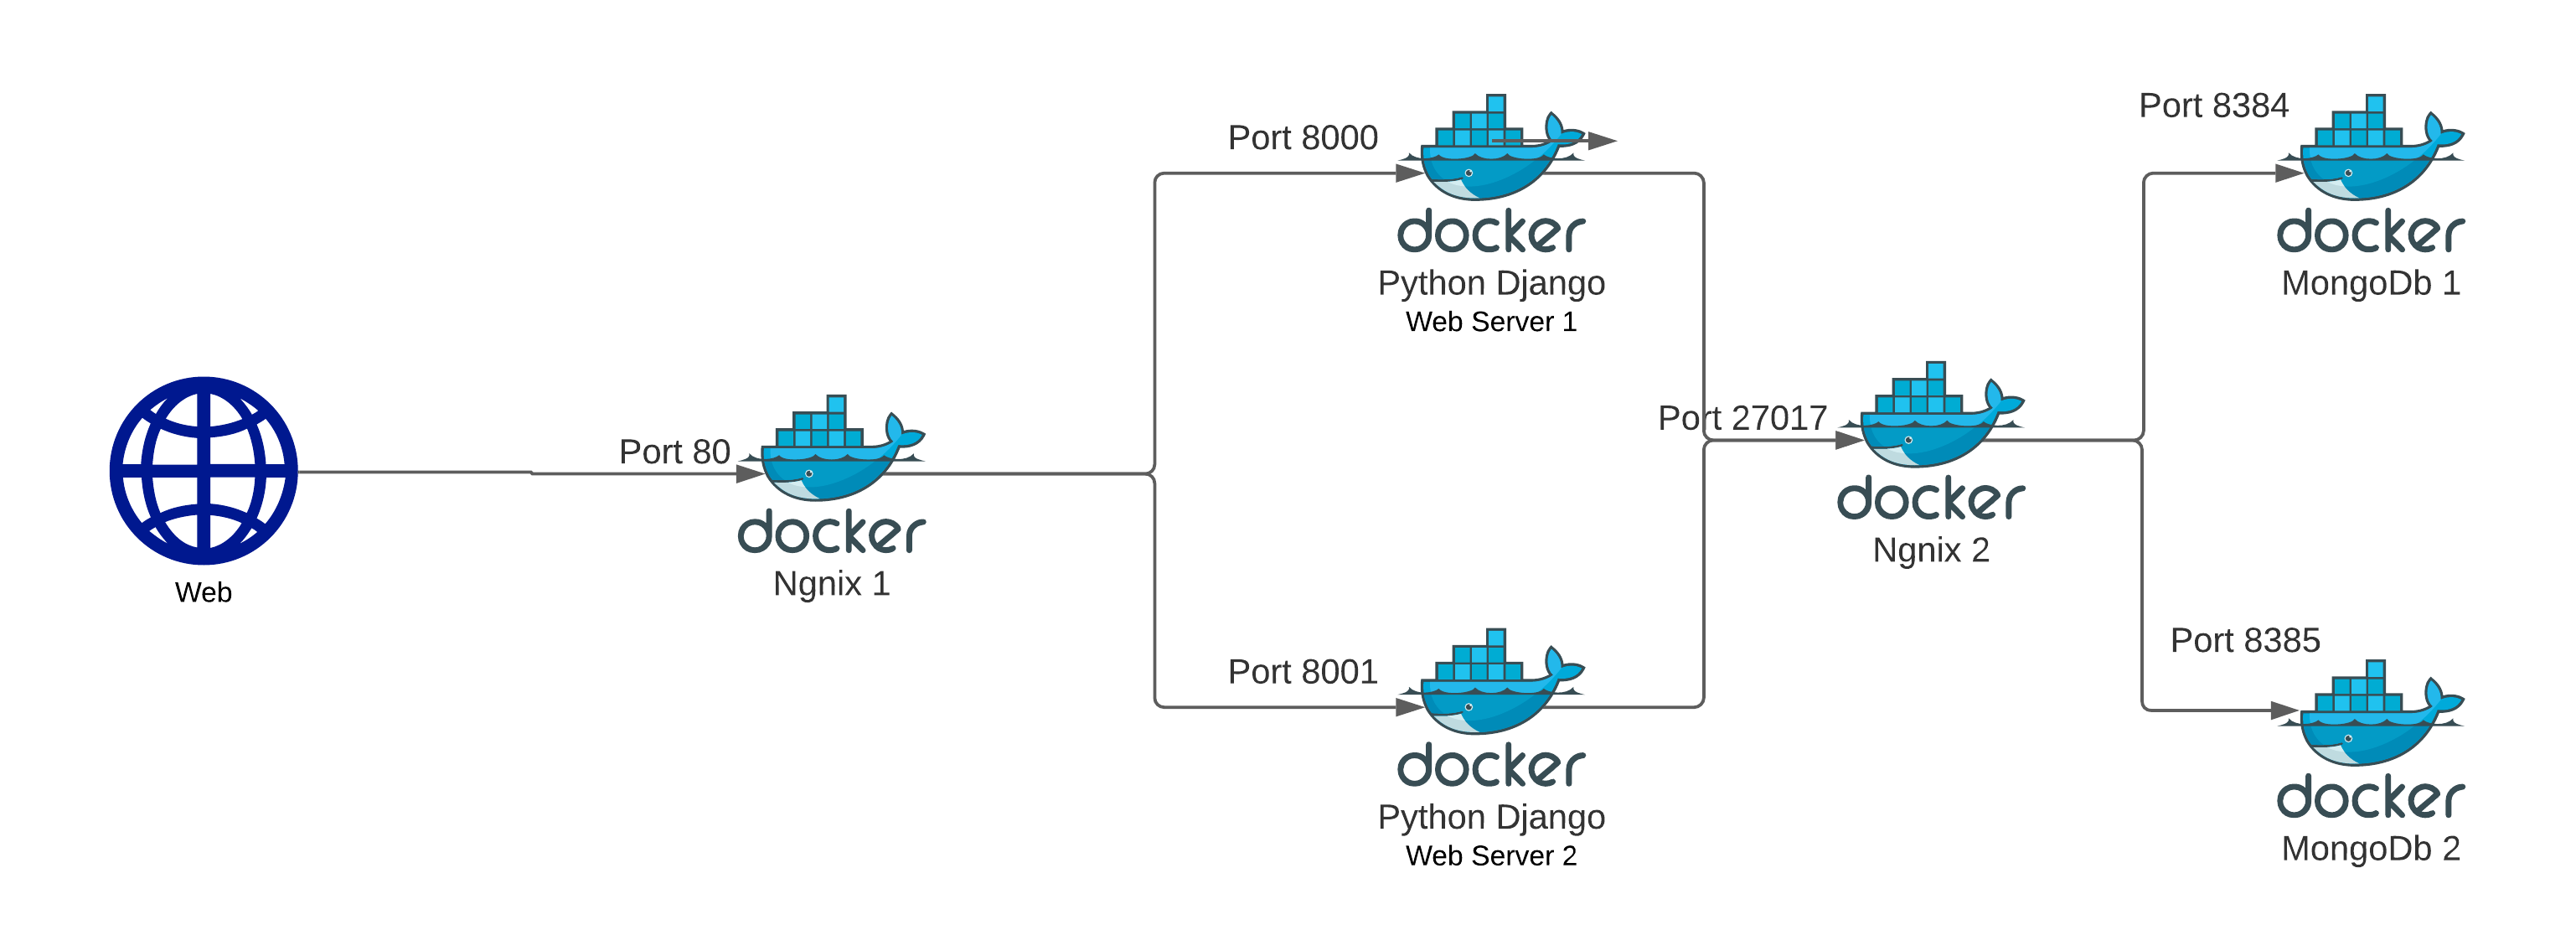 Web
Port 80
docker
Ngnix 1
Port 8000
docker
Python Django
Web Server 1
Port 8001
docker
Python Django
Web Server 2
Port 27017
docker
Ngnix 2
Port 8384
docker
MongoDb 1
Port 8385
docker
MongoDb 2